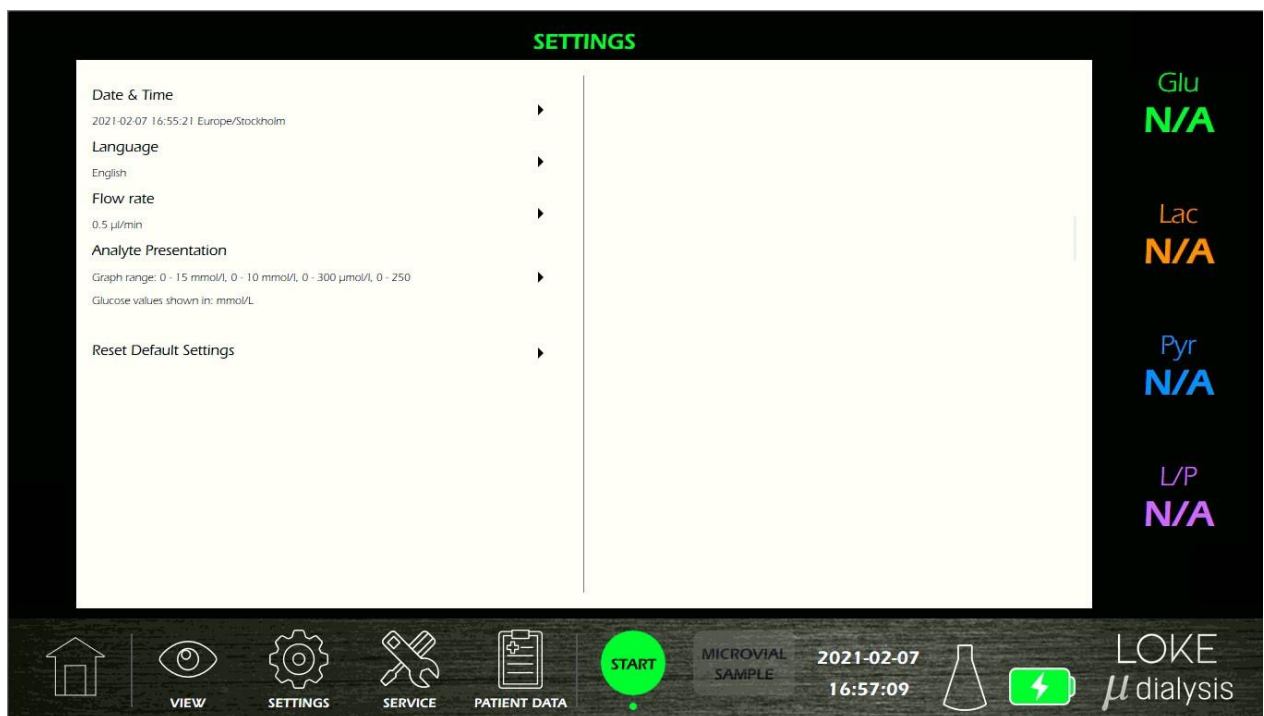 SETTINGS
Date & Time
2021-02-07 16:55:21 Europe/Stockholm
Language
English
Flow rate
0.5 µl/min
Analyte Presentation
Graph range: 0 - 15 mmol/l, 0 - 10 mmol/l, 0 - 300 µmol/l, 0 - 250
Glucose values shown in: mmol/L
Reset Default Settings
Glu
N/A
Lac
N/A
Pyr
N/A
L/P
N/A
VIEW
SETTINGS
SERVICE
PATIENT DATA
START
MICROVIAL
SAMPLE
2021-02-07
16:57:09
LOKE
µ dialysis